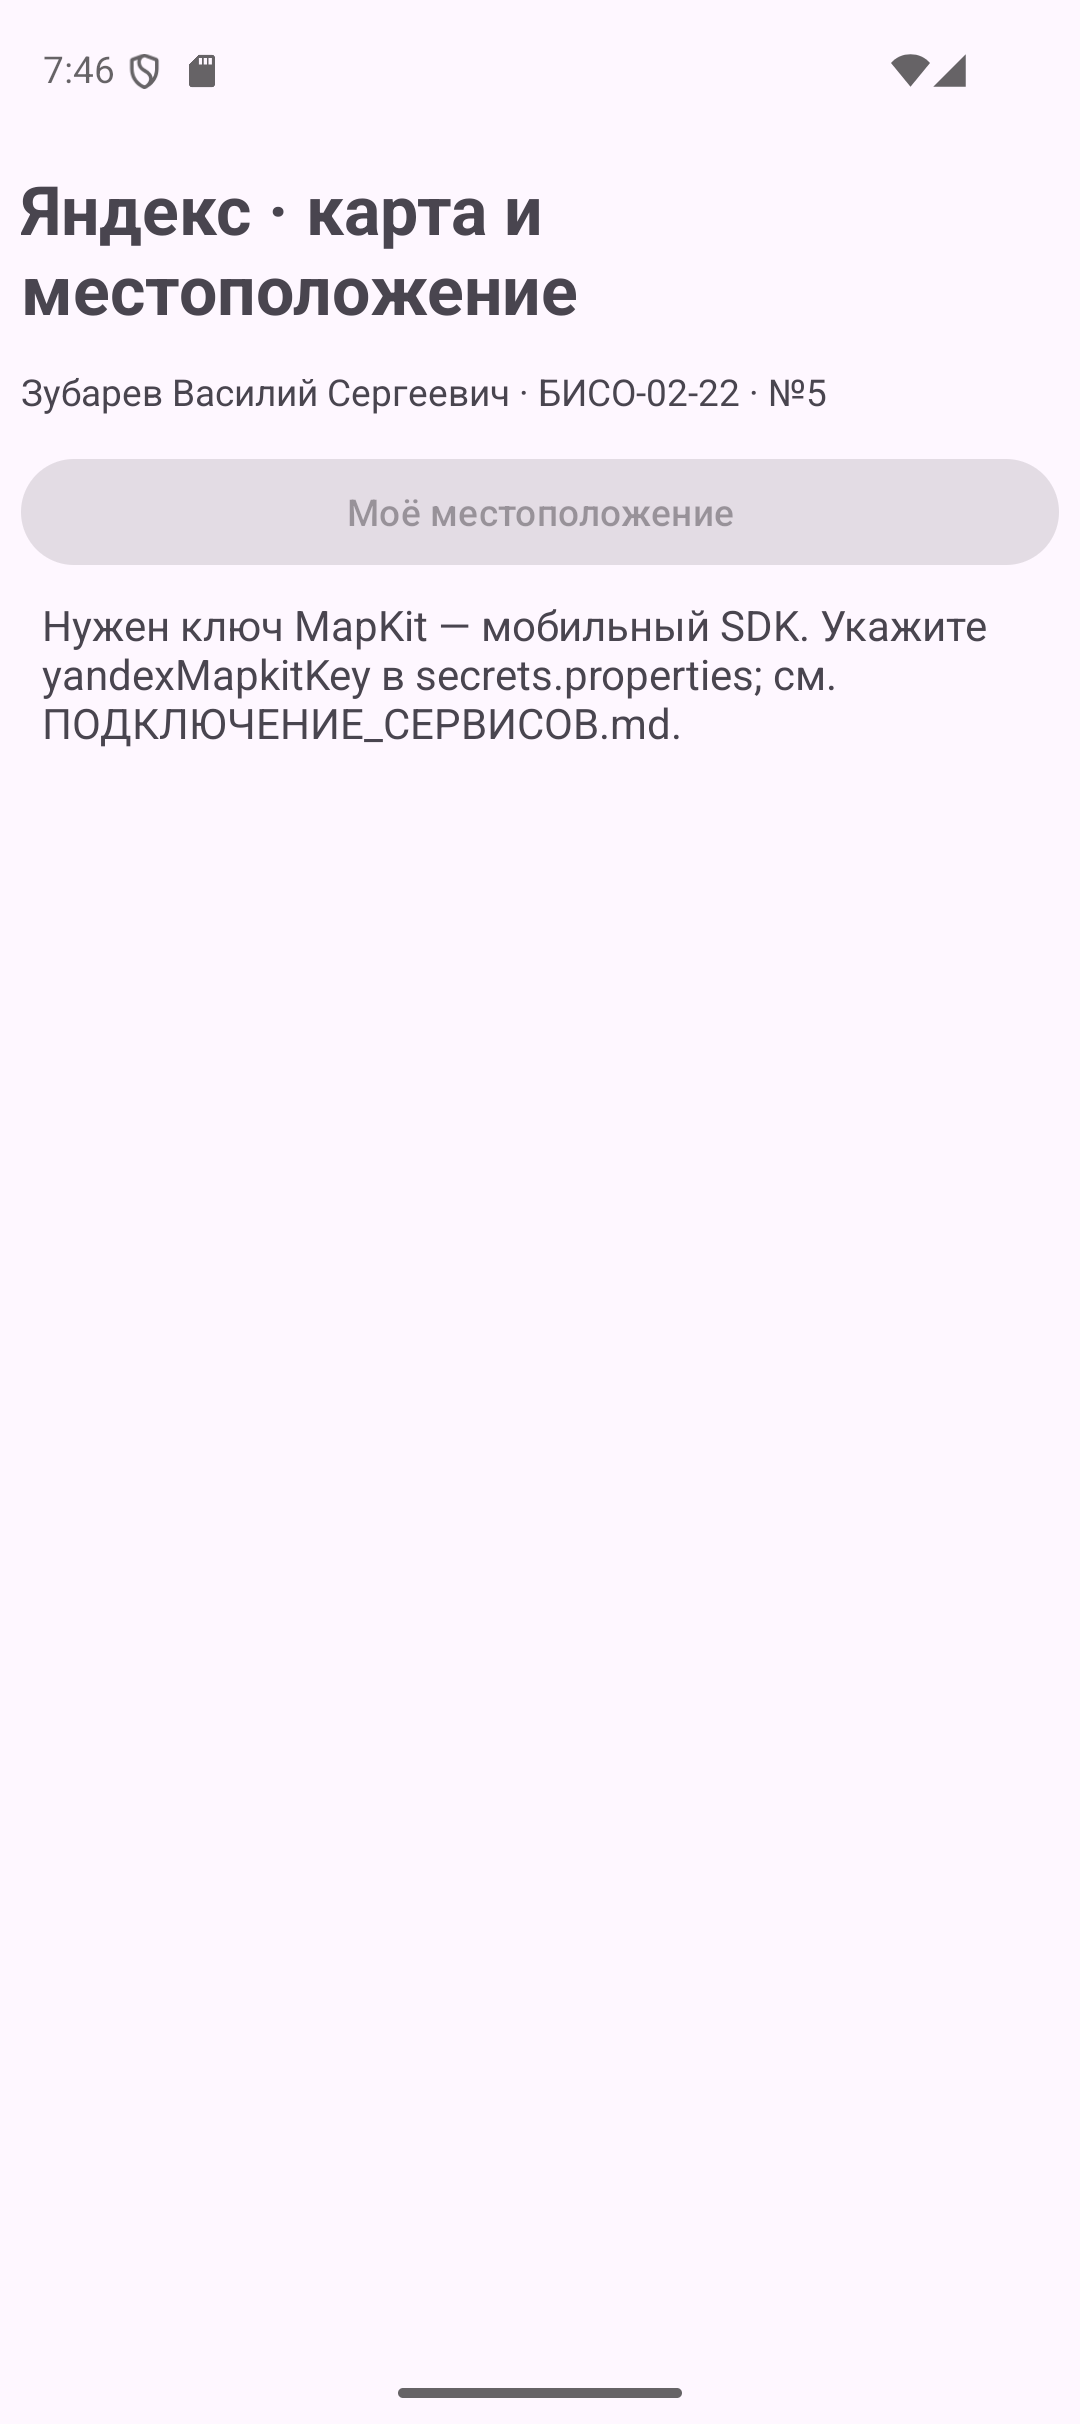 7:46
Яндекс · карта и
местоположение
Зубарев Василий Сергеевич · БИСО-02-22 · №5
Моё местоположение
Нужен ключ MapKit — мобильный SDK. Укажите
yandexMapkitKey в secrets.properties; см.
ПОДКЛЮЧЕНИЕ_СЕРВИСОВ.md.